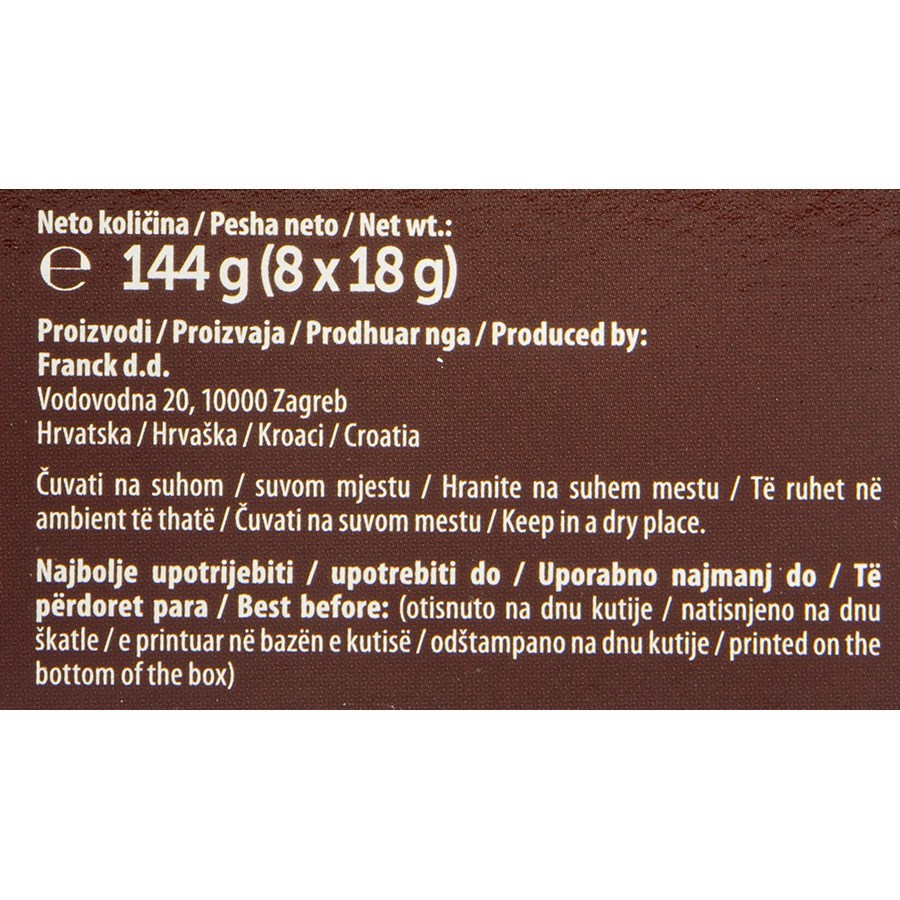 Neto količina / Pesha neto / Net wt.:
℮ 144 g (8 x 18 g)
Proizvodi / Proizvaja / Prodhuar nga / Produced by:
Franck d.d.
Vodovodna 20, 10000 Zagreb
Hrvatska / Hrvaška / Kroaci / Croatia
Čuvati na suhom / suvom mjestu / Hranite na suhem mestu / Të ruhet në
ambient të thatë / Čuvati na suvom mestu / Keep in a dry place.
Najbolje upotrijebiti / upotrebiti do / Uporabno najmanj do / Të
përdoret para / Best before: (otisnuto na dnu kutije / natisnjeno na dnu
škatle / e printuar në bazën e kutisë / odštampano na dnu kutije / printed on the
bottom of the box)